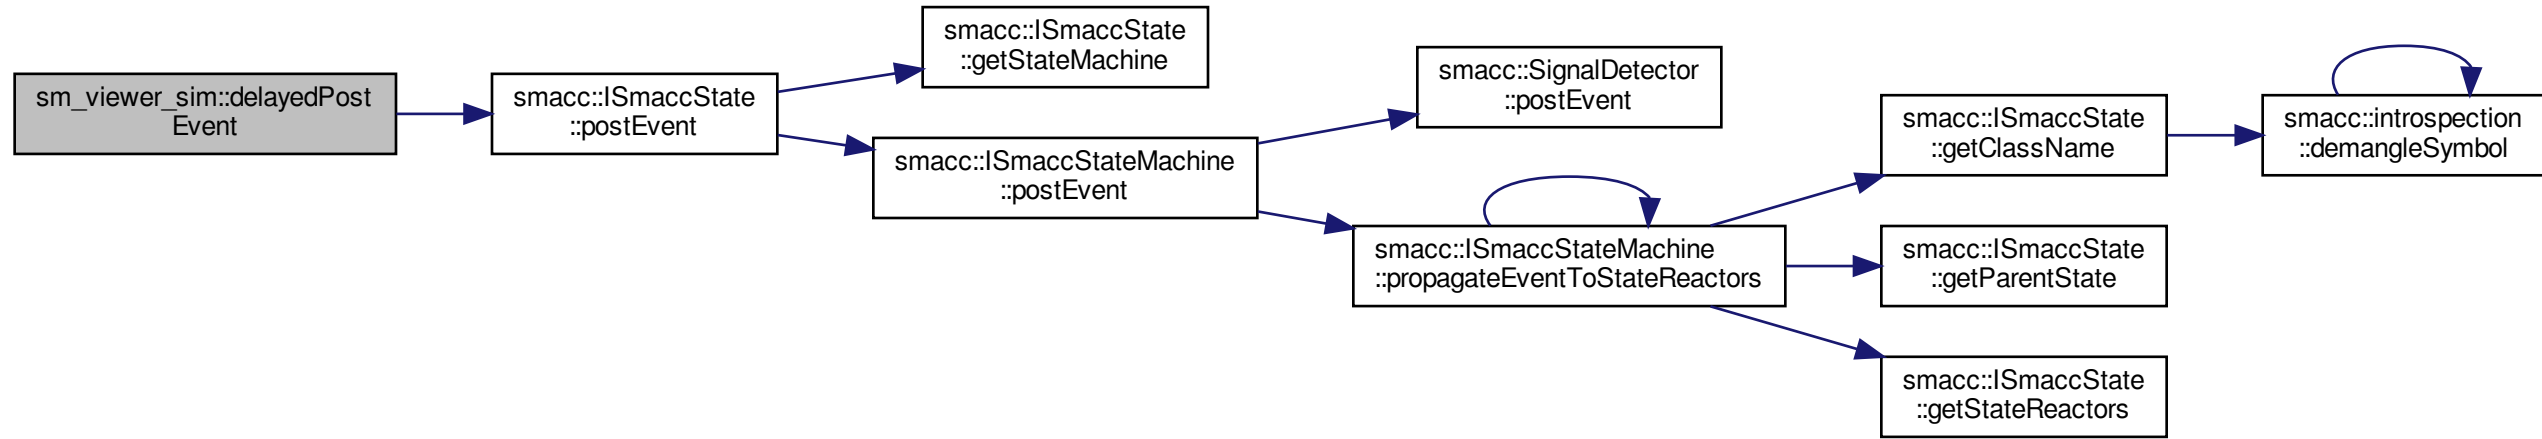 sm_viewer_sim::delayedPost
Event
smacc::ISmaccState
::postEvent
smacc::ISmaccState
::getStateMachine
smacc::ISmaccStateMachine
::postEvent
smacc::SignalDetector
::postEvent
smacc::ISmaccStateMachine
::propagateEventToStateReactors
smacc::ISmaccState
::getClassName
smacc::introspection
::demangleSymbol
smacc::ISmaccState
::getParentState
smacc::ISmaccState
::getStateReactors